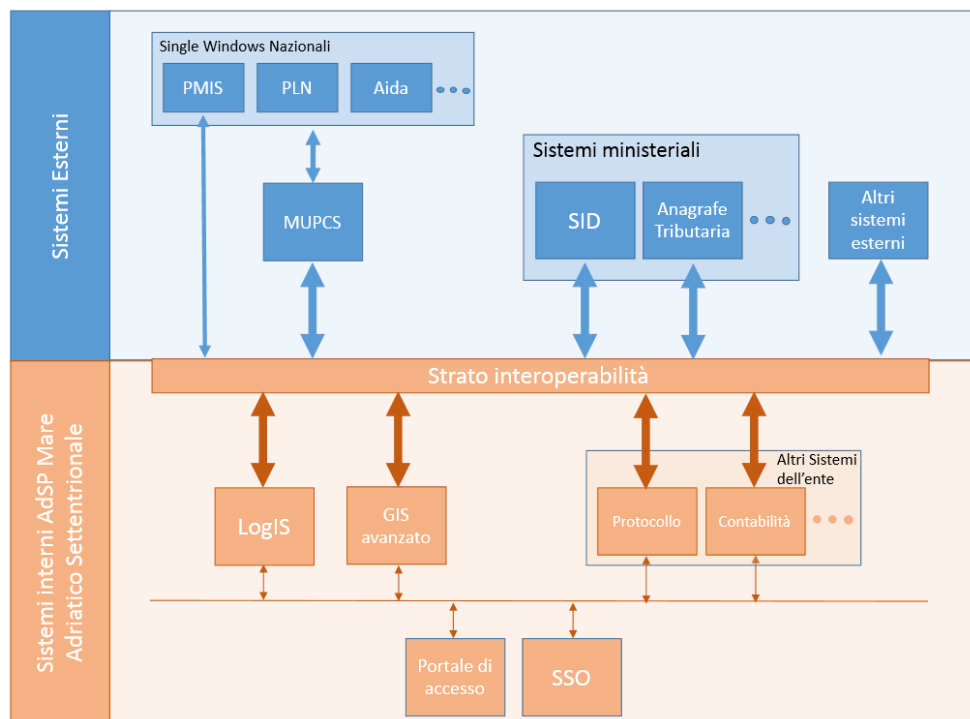 Sistemi Esterni
Single Windows Nazionali
PMIS
PLN
Aida
MUPCS
Sistemi ministeriali
SID
Anagrafe
Tributaria
Altri
sistemi
esterni
Strato interoperabilità
Sistemi interni AdSP Mare
Adriatico Settentrionale
LogIS
GIS
avanzato
Altri Sistemi
dell'ente
Protocollo
Contabilità
Portale di
accesso
SSO